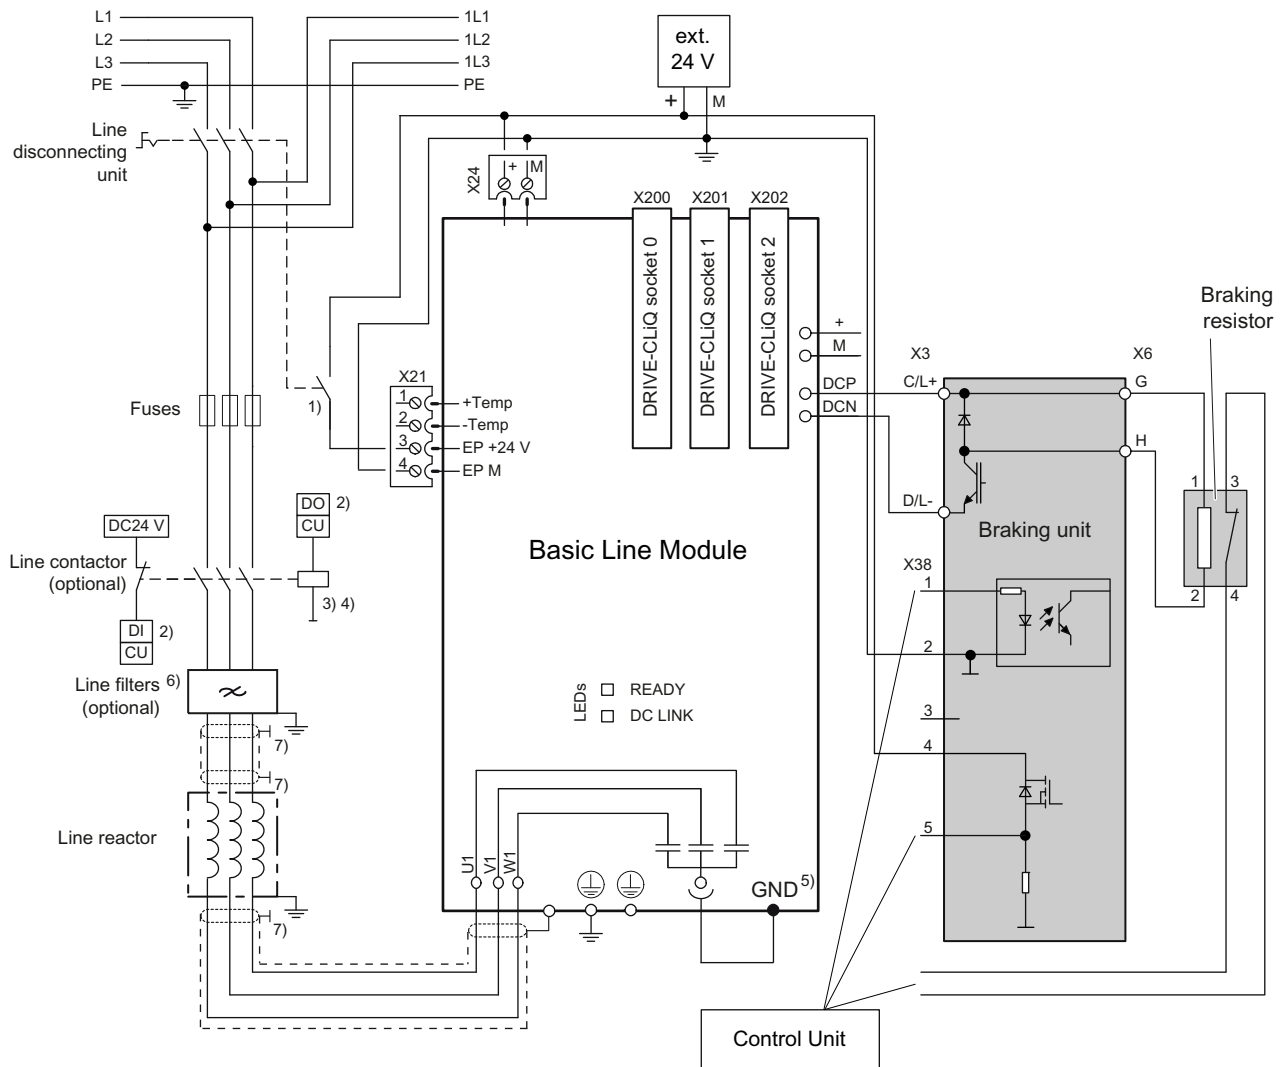 L1
L2
L3
PE
1L1
1L2
1L3
PE
ext.
24 V
+
M
Line
disconnecting
unit
X24
+
M
X200
X201
X202
DRIVE-CLiQ socket 0
DRIVE-CLiQ socket 1
DRIVE-CLiQ socket 2
+
M
DCP
DCN
X21
1
2
3
4
+Temp
-Temp
EP +24 V
EP M
1)
Fuses
Braking
resistor
X3
X6
C/L+
G
H
D/L-
1
3
2
4
Braking unit
X38
1
2
3
4
5
DC24 V
DO
CU
2)
Line contactor
(optional)
3) 4)
DI
CU
2)
Line filters 6)
(optional)
7)
7)
Line reactor
7)
Basic Line Module
LEDs
READY
DC LINK
U1
V1
W1
GND 5)
Control Unit